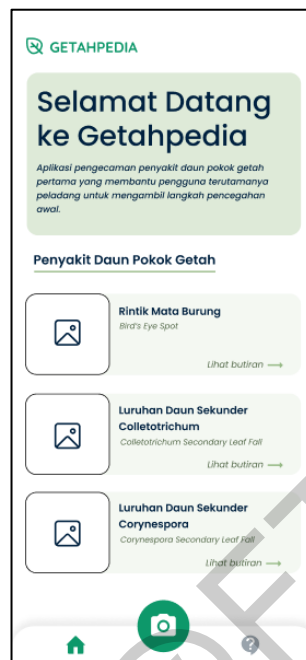 GETAHPEDIA
Selamat Datang
ke Getahpedia
Aplikasi pengecaman penyakit daun pokok getah
pertama yang membantu pengguna terutamanya
peladang untuk mengambil langkah pencegahan
awal.
Penyakit Daun Pokok Getah
Rintik Mata Burung
Bird's Eye Spot
Lihat butiran
Luruhan Daun Sekunder
Colletotrichum
Colletotrichum Secondary Leaf Fall
Lihat butiran
Luruhan Daun Sekunder
Corynespora
Corynespora Secondary Leaf Fall
Lihat butiran
?